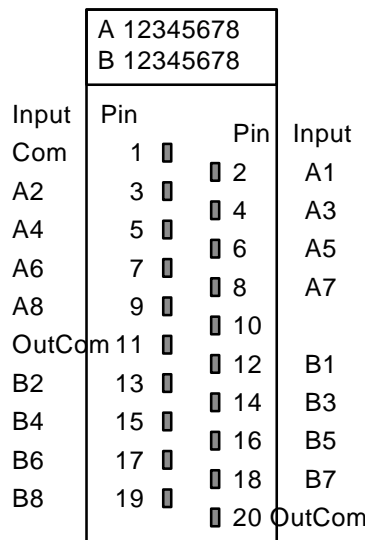 A 12345678
B 12345678
Input Pin
Pin Input
Com 1
2 A1
A2 3
4 A3
A4 5
6 A5
A6 7
8 A7
A8 9
10
OutCom 11
12 B1
B2 13
14 B3
B4 15
16 B5
B6 17
18 B7
B8 19
20 OutCom